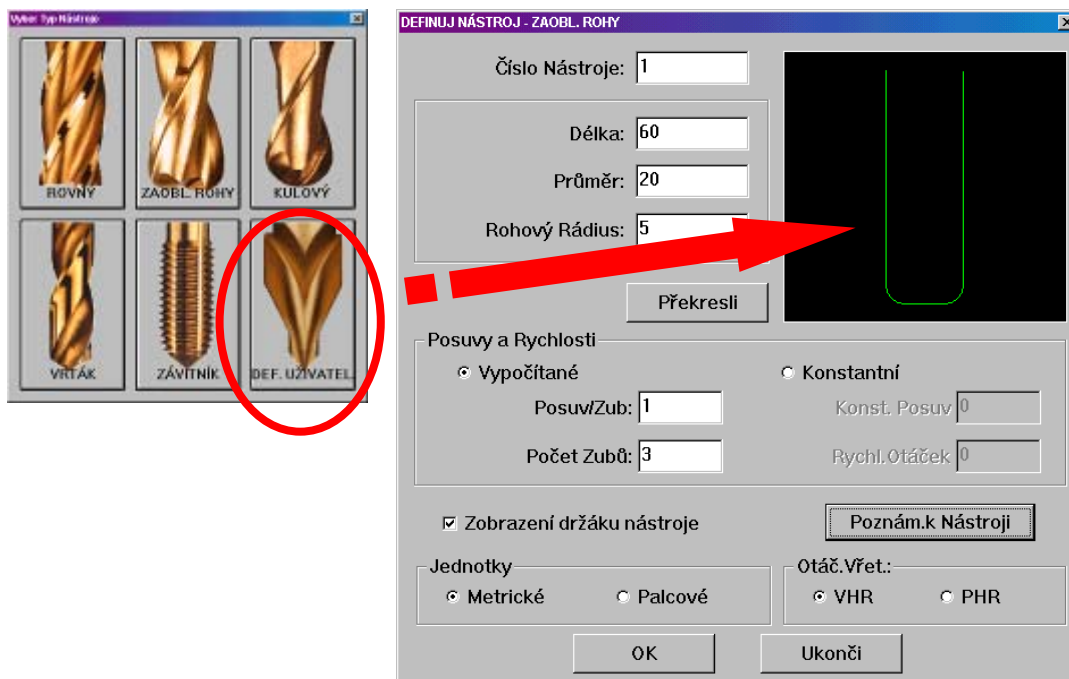 Vyber Typ Nástroje
ROVNÝ
ZAOBL. ROHY
KULOVÝ
VRTÁK
ZÁVITNÍK
DEF. UŽIVATEL.
DEFINUJ NÁSTROJ - ZAOBL. ROHY
Číslo Nástroje: 1
Délka: 60
Průměr: 20
Rohový Rádius: 5
Překresli
Posuvy a Rychlosti
Vypočítané
Konstantní
Posuv/Zub: 1
Konst. Posuv 0
Počet Zubů: 3
Rychl.Otáček 0
Zobrazení držáku nástroje
Poznám.k Nástroji
Jednotky
Otáč.Vřet.:
Metrické
Palcové
VHR
PHR
OK
Ukonči